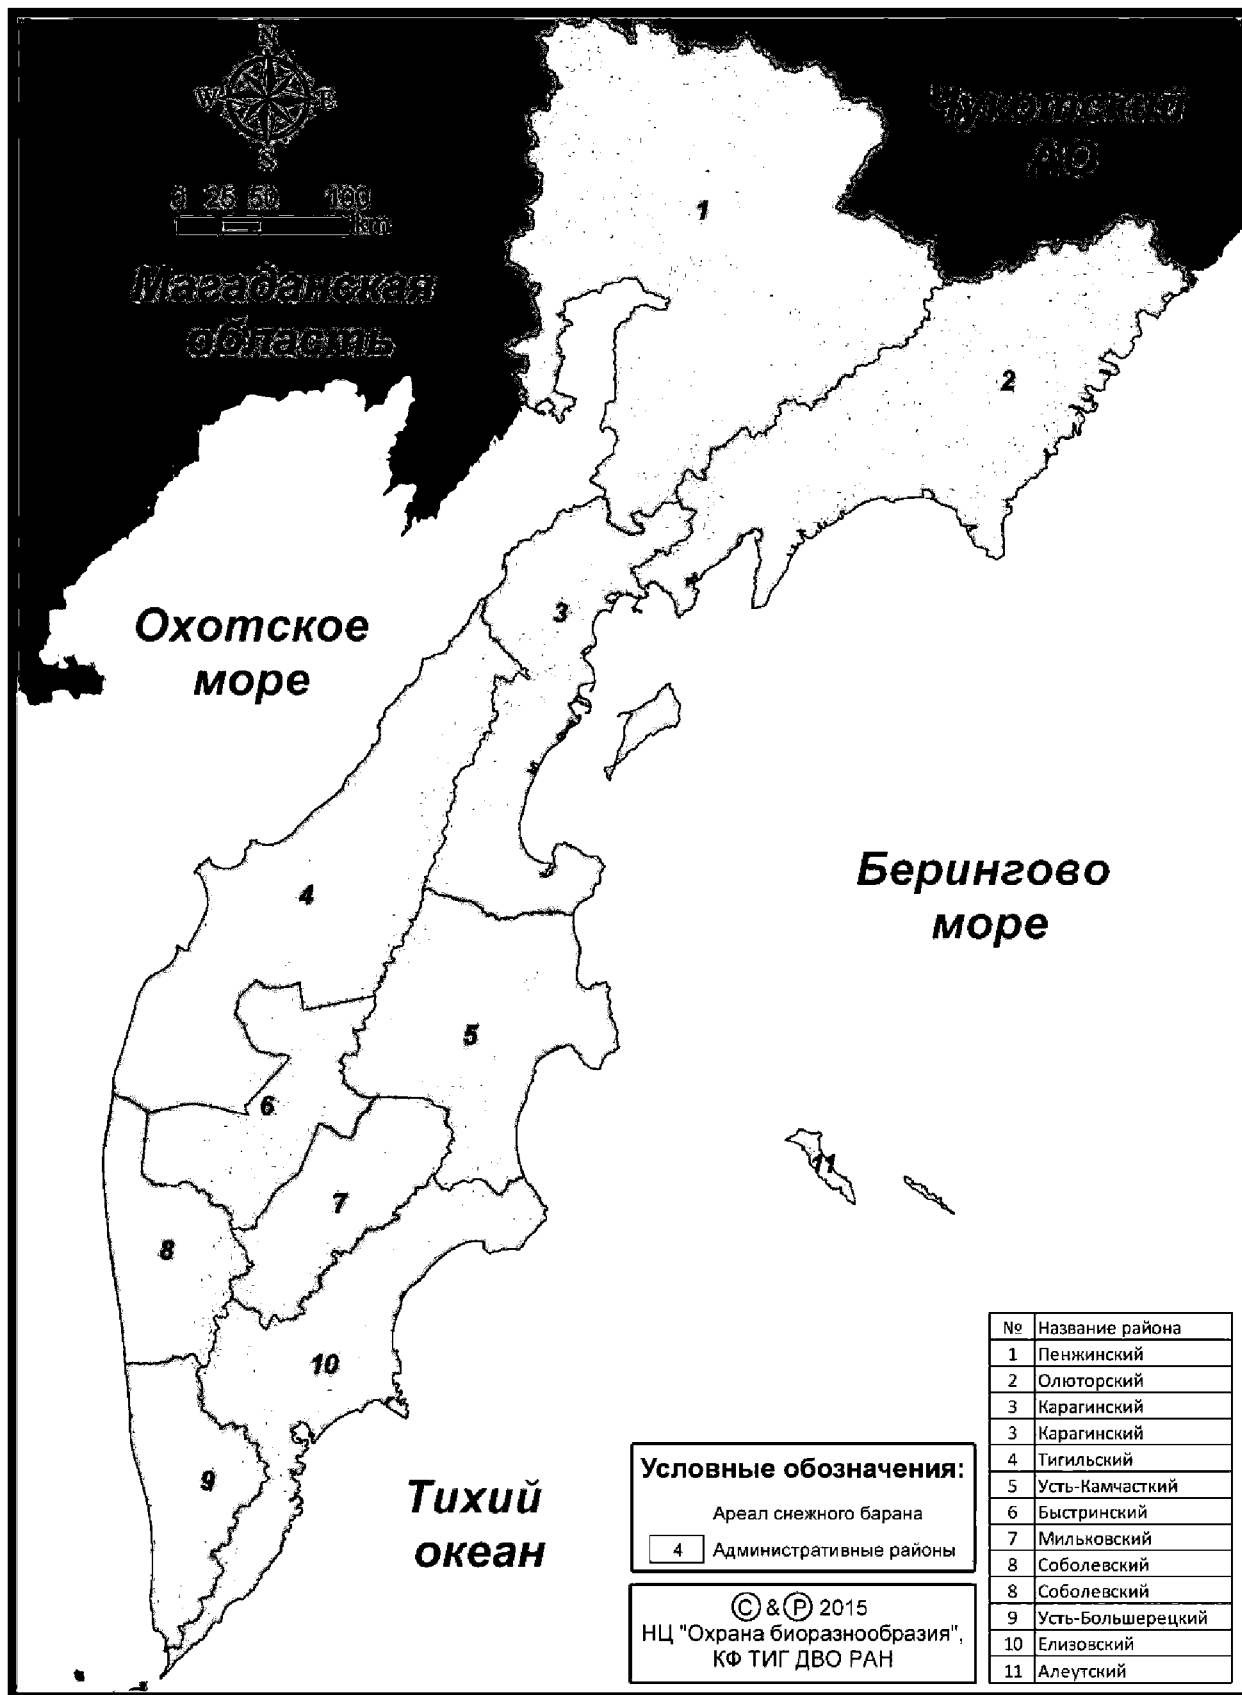 N
W E
S
0 25 50 100
km
Чукотский
АО
Магаданская
область
1
2
Охотское
море
3
4
Берингово
море
5
6
7
11
8
10
9
Тихий
океан
Условные обозначения:
Ареал снежного барана
4 Административные районы
©&℗ 2015
НЦ "Охрана биоразнообразия",
КФ ТИГ ДВО РАН
№ Название района
1 Пенжинский
2 Олюторский
3 Карагинский
3 Карагинский
4 Тигильский
5 Усть-Камчасткий
6 Быстринский
7 Мильковский
8 Соболевский
8 Соболевский
9 Усть-Большерецкий
10 Елизовский
11 Алеутский